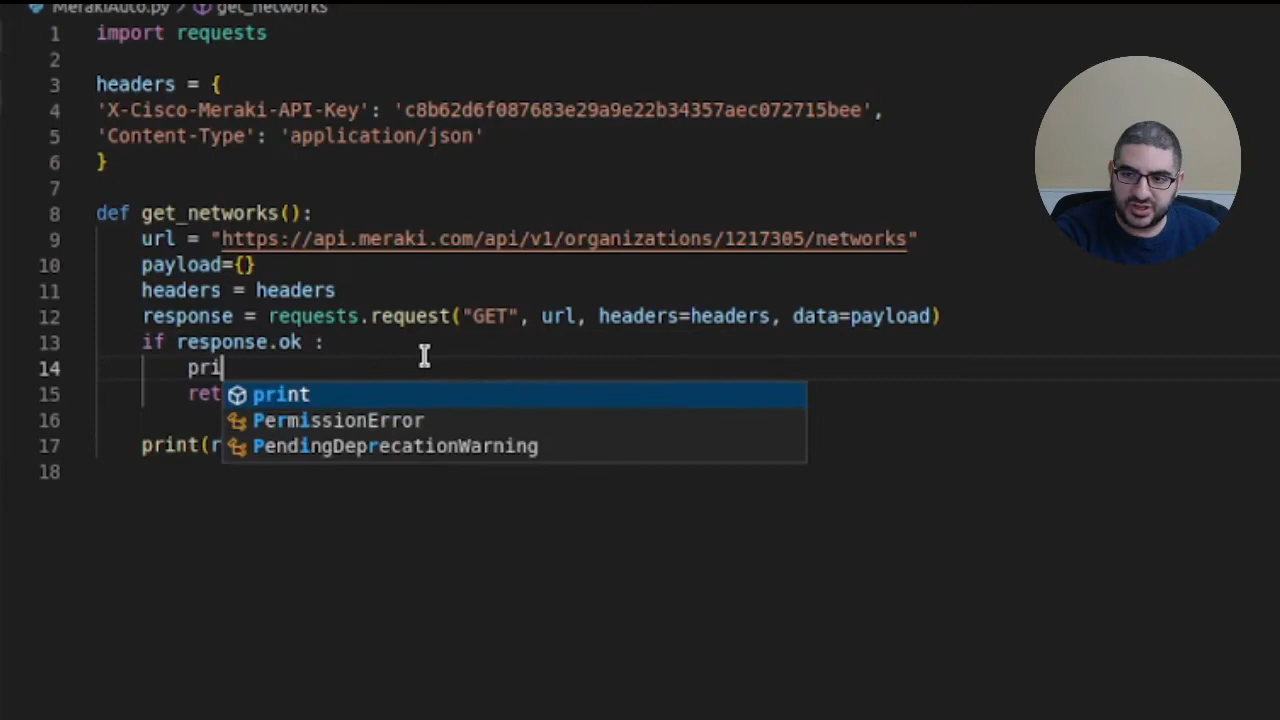 MerakiAuto.py > get_networks
1 import requests
2
3 headers = {
4 'X-Cisco-Meraki-API-Key': 'c8b62d6f087683e29a9e22b34357aec072715bee',
5 'Content-Type': 'application/json'
6 }
7
8 def get_networks():
9 url = "https://api.meraki.com/api/v1/organizations/1217305/networks"
10 payload={}
11 headers = headers
12 response = requests.request("GET", url, headers=headers, data=payload)
13 if response.ok :
14 pri
print
15 ret
PermissionError
16
PendingDeprecationWarning
17 print(r
18